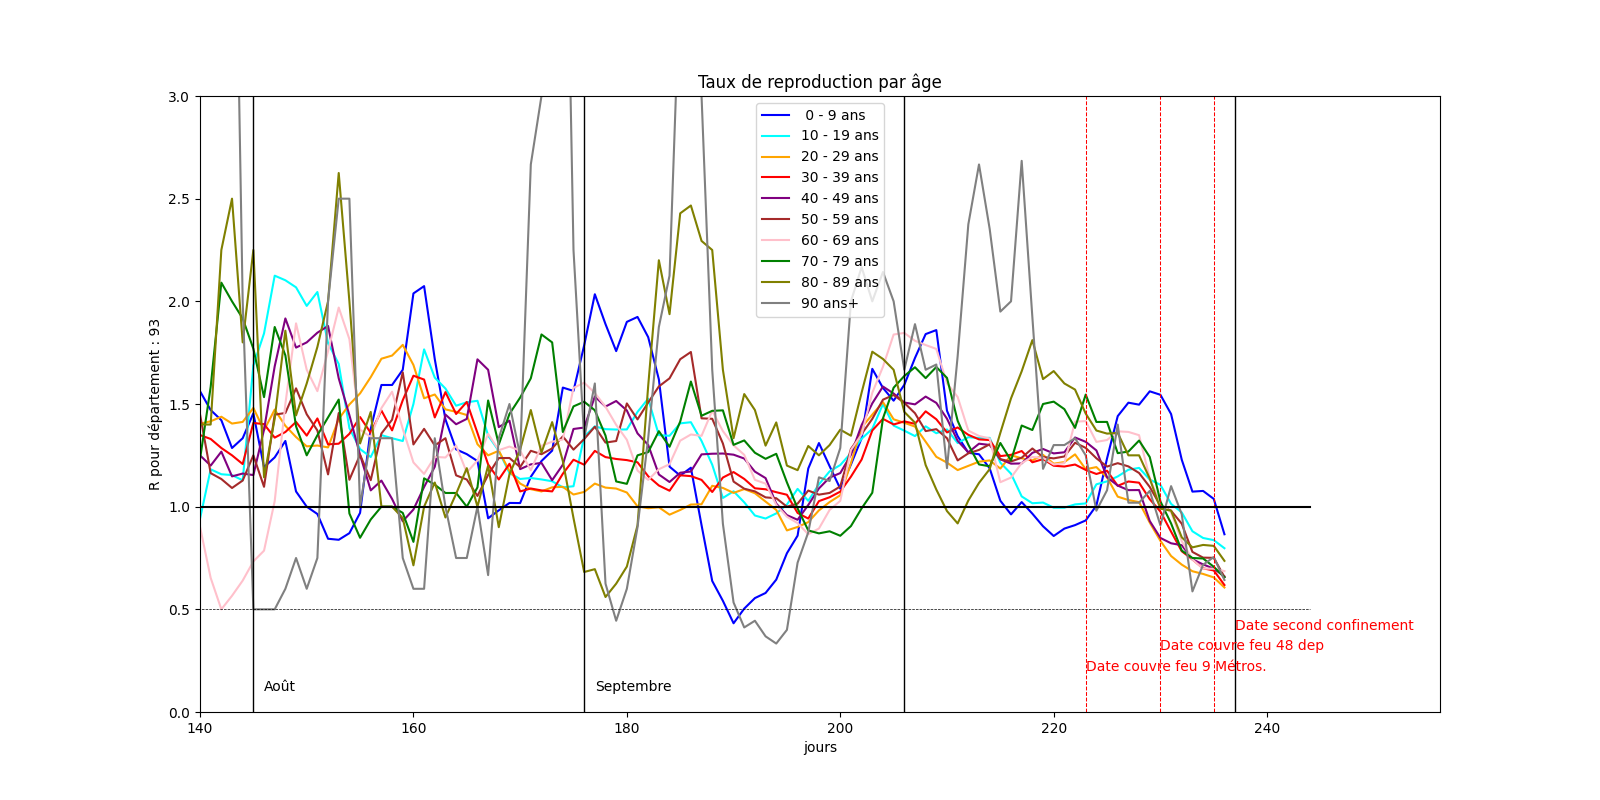 Taux de reproduction par âge
3.0
2.5
2.0
1.5
1.0
0.5
0.0
R pour département : 93
0 - 9 ans
10 - 19 ans
20 - 29 ans
30 - 39 ans
40 - 49 ans
50 - 59 ans
60 - 69 ans
70 - 79 ans
80 - 89 ans
90 ans+
Date second confinement
Date couvre feu 48 dep
Date couvre feu 9 Métros.
Août
Septembre
140
160
180
200
220
240
jours